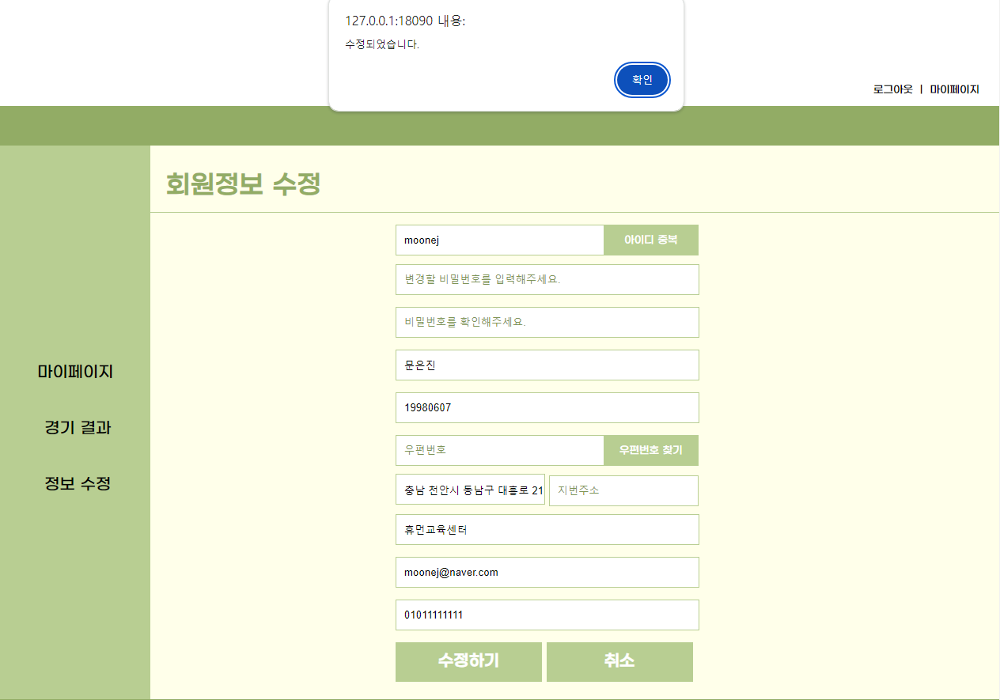 127.0.0.1:18090 내용:
수정되었습니다.
확인
로그아웃 | 마이페이지
회원정보 수정
moonej 아이디 중복
변경할 비밀번호를 입력해주세요.
비밀번호를 확인해주세요.
문은진
19980607
우편번호 우편번호 찾기
충남 천안시 동남구 대흥로 21 지번주소
휴먼교육센터
moonej@naver.com
01011111111
수정하기 취소
마이페이지
경기 결과
정보 수정